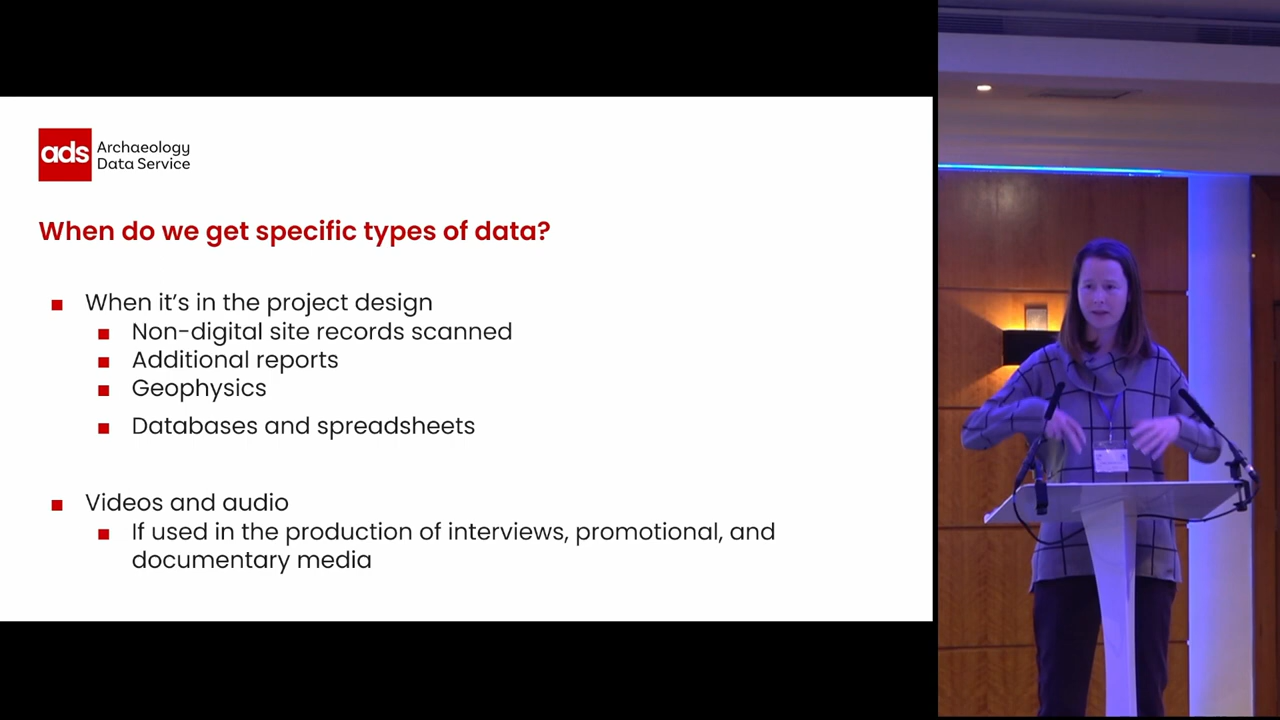 ads
Archaeology
Data Service
When do we get specific types of data?
When it's in the project design
Non-digital site records scanned
Additional reports
Geophysics
Databases and spreadsheets
Videos and audio
If used in the production of interviews, promotional, and
documentary media